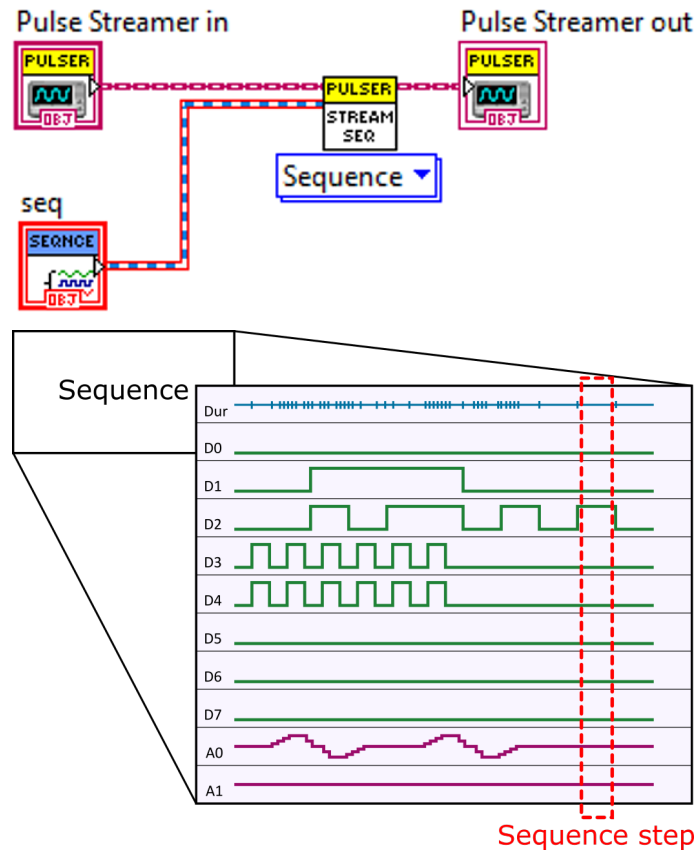 Pulse Streamer in
Pulse Streamer out
PULSER
OBJ
PULSER
STREAM
SEQ
PULSER
OBJ
Sequence
seq
SEQNCE
OBJ
Sequence
Dur
D0
D1
D2
D3
D4
D5
D6
D7
A0
A1
Sequence step